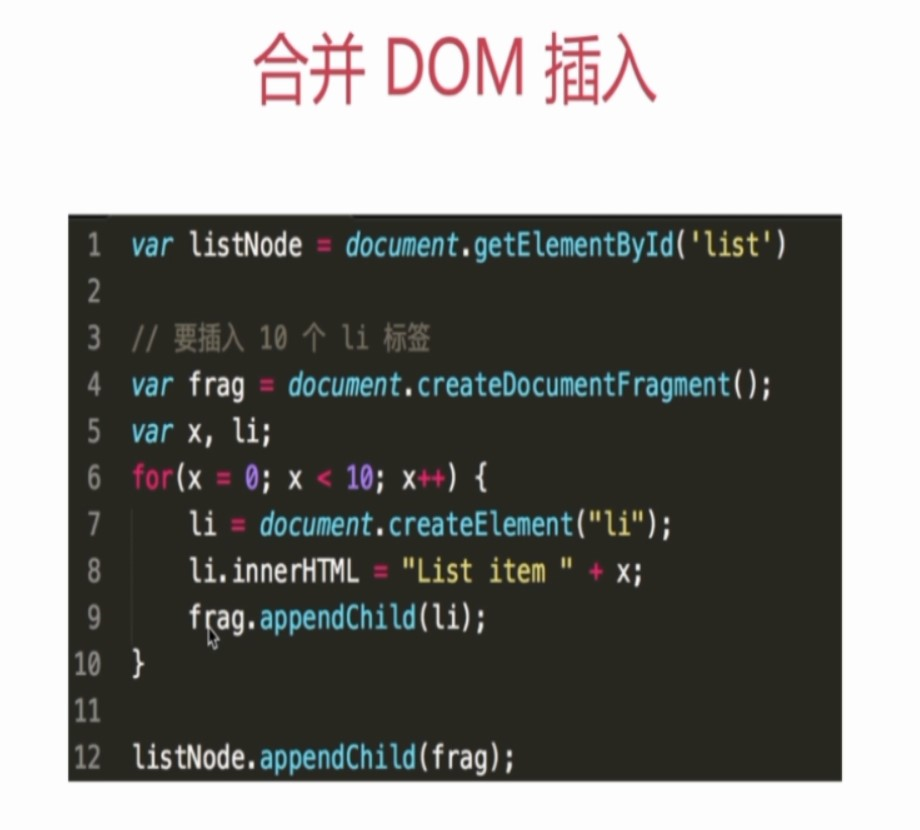 合并 DOM 插入
1 var listNode = document.getElementById('list')
2
3 // 要插入 10 个 li 标签
4 var frag = document.createDocumentFragment();
5 var x, li;
6 for(x = 0; x < 10; x++) {
7     li = document.createElement("li");
8     li.innerHTML = "List item " + x;
9     frag.appendChild(li);
10 }
11
12 listNode.appendChild(frag);